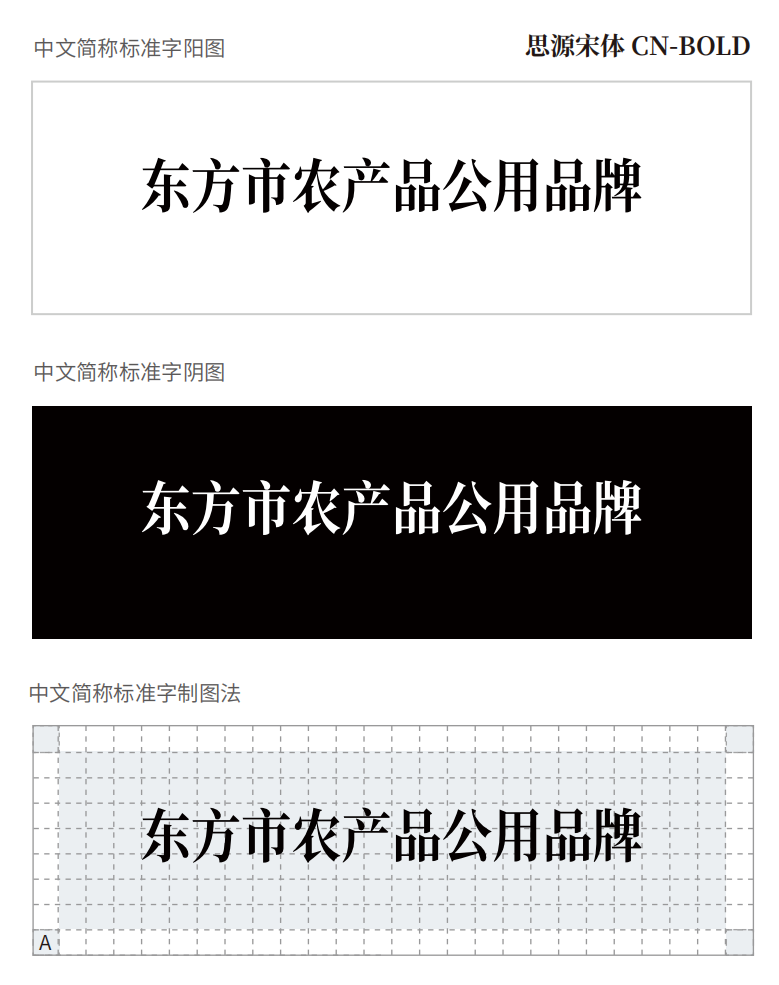 中文简称标准字阳图
思源宋体 CN-BOLD
东方市农产品公用品牌
中文简称标准字阴图
东方市农产品公用品牌
中文简称标准字制图法
东方市农产品公用品牌
A